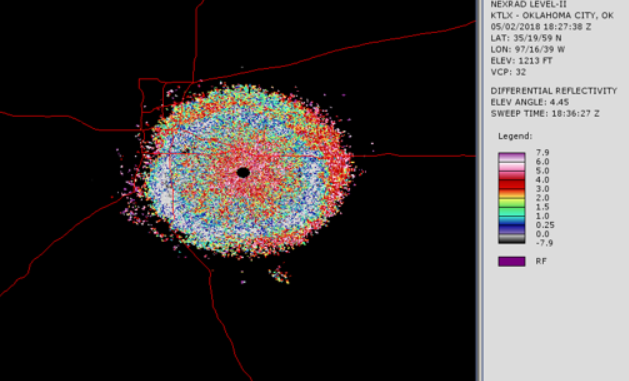 NEXRAD LEVEL-II
KTLX - OKLAHOMA CITY, OK
05/02/2018 18:27:38 Z
LAT: 35/19/59 N
LON: 97/16/39 W
ELEV: 1213 FT
VCP: 32
DIFFERENTIAL REFLECTIVITY
ELEV ANGLE: 4.45
SWEEP TIME: 18:36:27 Z
Legend:
7.9
6.0
5.0
4.0
3.0
2.0
1.5
1.0
0.25
0.0
-7.9
RF